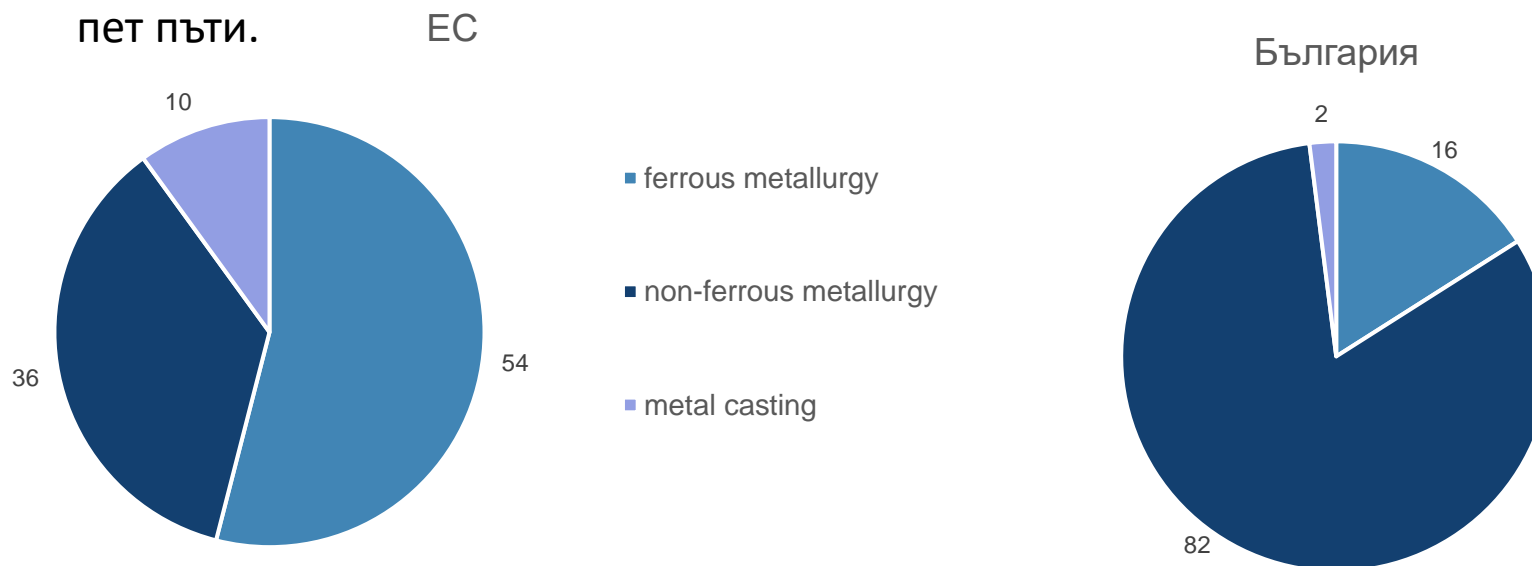 пет пъти.
ЕС
10
54
36
ferrous metallurgy
non-ferrous metallurgy
metal casting
България
2
16
82